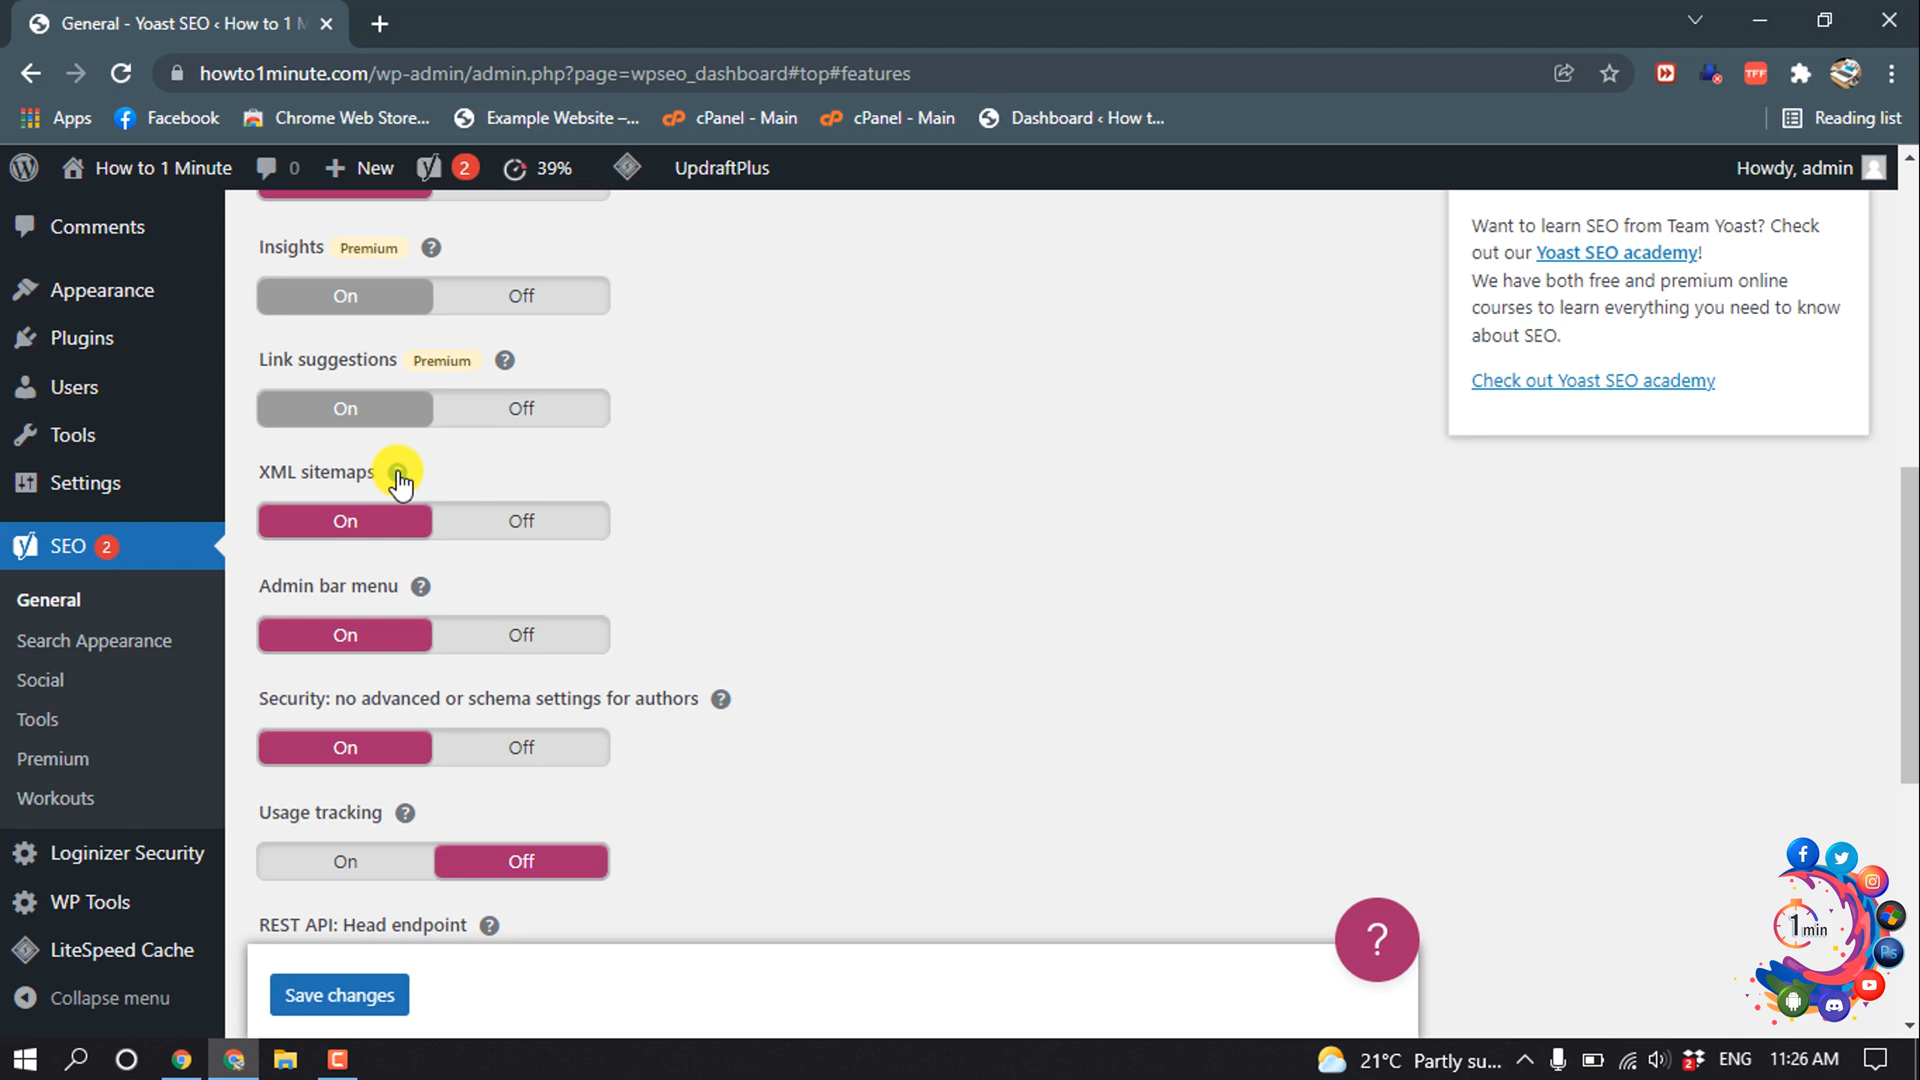 General - Yoast SEO ‹ How to 1 M
howto1minute.com/wp-admin/admin.php?page=wpseo_dashboard#top#features
TFF
Apps
Facebook
Chrome Web Store...
Example Website –...
cPanel - Main
cPanel - Main
Dashboard ‹ How t...
Reading list
How to 1 Minute
0
New
2
39%
UpdraftPlus
Howdy, admin
Comments
Appearance
Plugins
Users
Tools
Settings
SEO 2
General
Search Appearance
Social
Tools
Premium
Workouts
Loginizer Security
WP Tools
LiteSpeed Cache
Collapse menu
Insights Premium ?
On Off
Link suggestions Premium ?
On Off
XML sitemaps
On Off
Admin bar menu ?
On Off
Security: no advanced or schema settings for authors ?
On Off
Usage tracking ?
On Off
REST API: Head endpoint ?
Save changes
?
Want to learn SEO from Team Yoast? Check
out our Yoast SEO academy!
We have both free and premium online
courses to learn everything you need to know
about SEO.
Check out Yoast SEO academy
1min
Ps
21°C Partly su...
2
ENG
11:26 AM